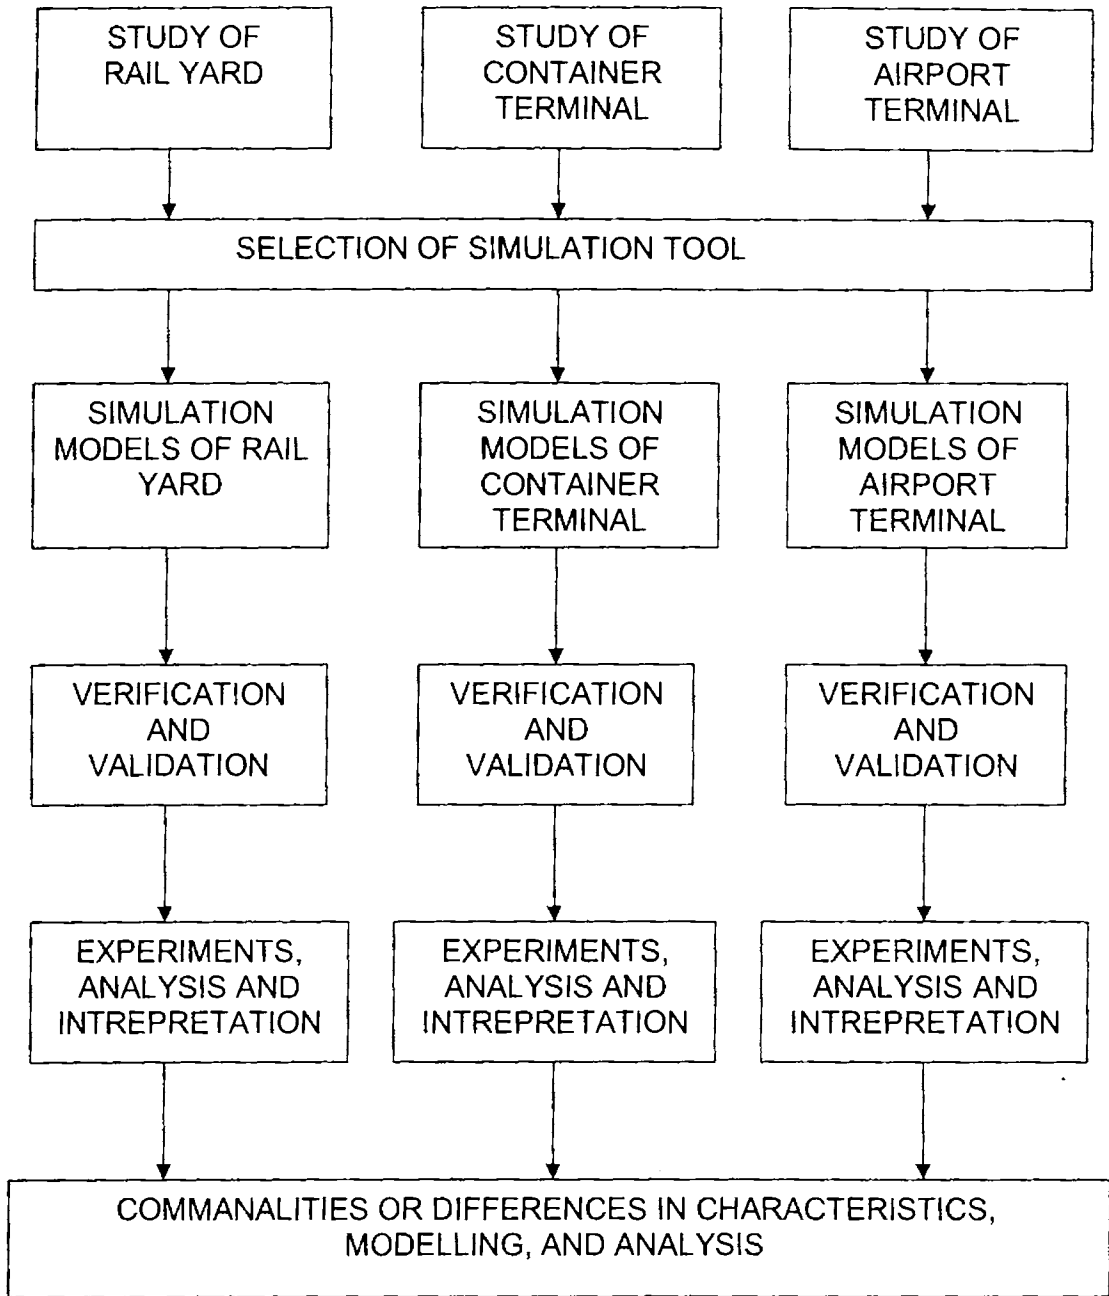 STUDY OF
RAIL YARD
STUDY OF
CONTAINER
TERMINAL
STUDY OF
AIRPORT
TERMINAL
SELECTION OF SIMULATION TOOL
SIMULATION
MODELS OF RAIL
YARD
SIMULATION
MODELS OF
CONTAINER
TERMINAL
SIMULATION
MODELS OF
AIRPORT
TERMINAL
VERIFICATION
AND
VALIDATION
VERIFICATION
AND
VALIDATION
VERIFICATION
AND
VALIDATION
EXPERIMENTS,
ANALYSIS AND
INTREPRETATION
EXPERIMENTS,
ANALYSIS AND
INTREPRETATION
EXPERIMENTS,
ANALYSIS AND
INTREPRETATION
COMMANALITIES OR DIFFERENCES IN CHARACTERISTICS,
MODELLING, AND ANALYSIS